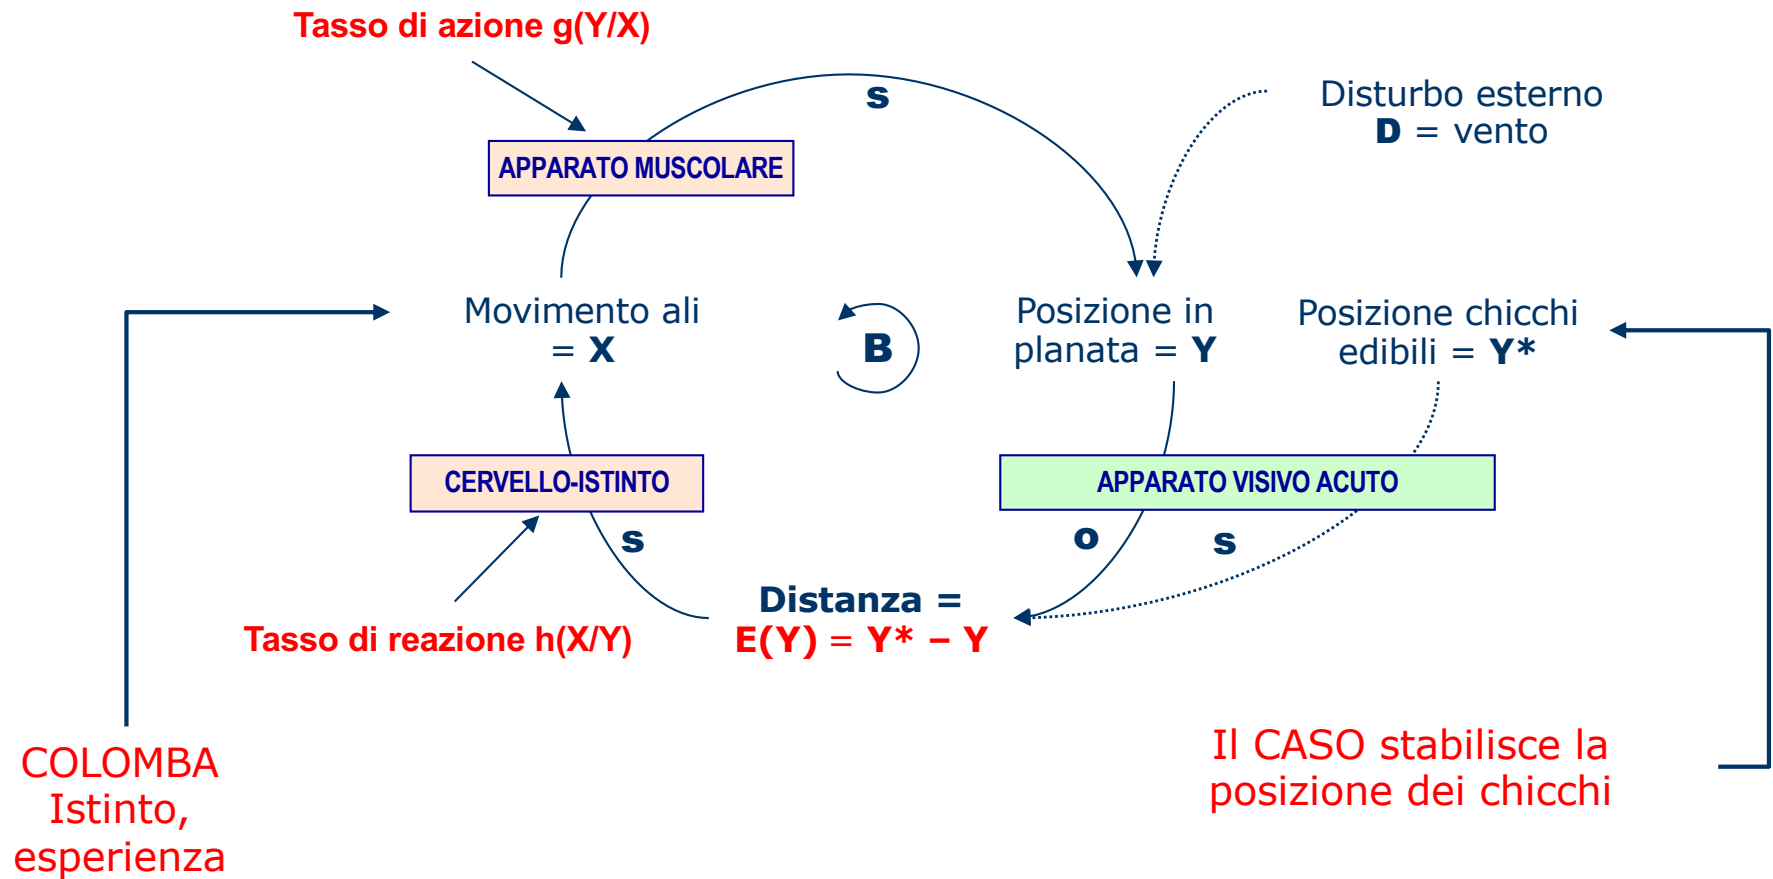 Tasso di azione g(Y/X)
s
Disturbo esterno
D = vento
APPARATO MUSCOLARE
Movimento ali
= X
B
Posizione in
planata = Y
Posizione chicchi
edibili = Y*
CERVELLO-ISTINTO
APPARATO VISIVO ACUTO
s
o
s
Distanza =
E(Y) = Y* – Y
Tasso di reazione h(X/Y)
COLOMBA
Istinto,
esperienza
Il CASO stabilisce la
posizione dei chicchi